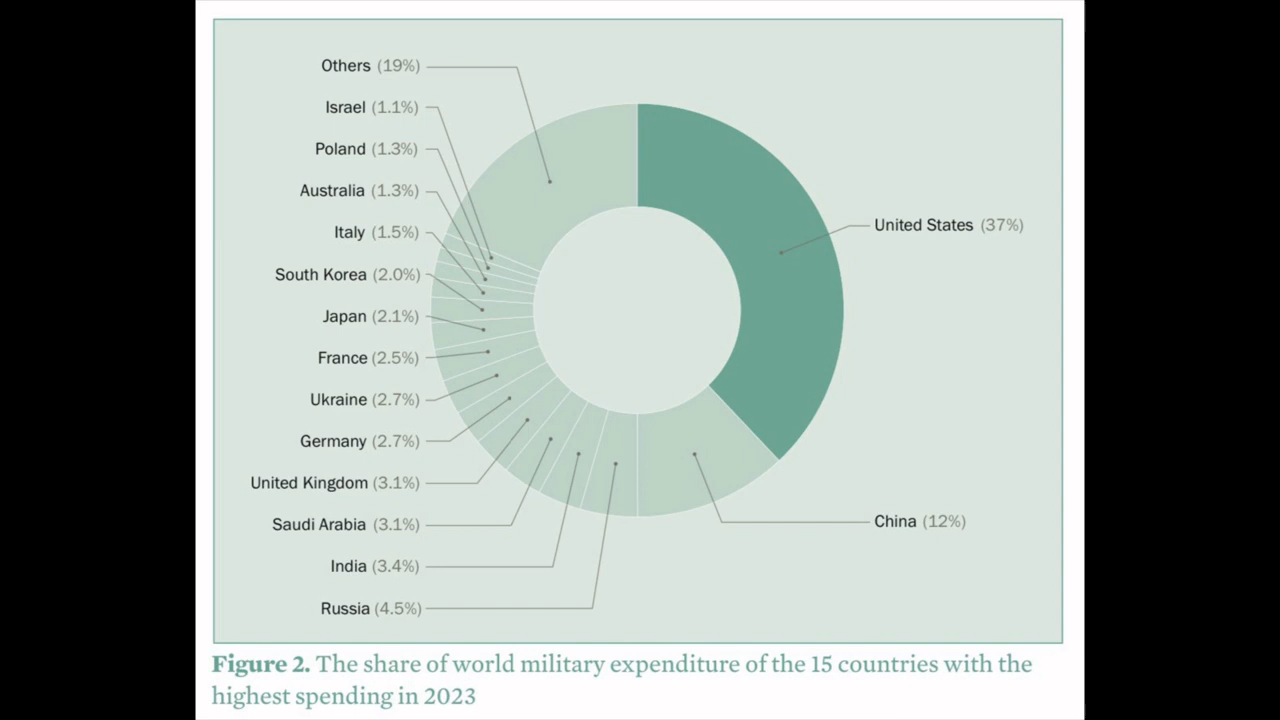 Others (19%)
Israel (1.1%)
Poland (1.3%)
Australia (1.3%)
Italy (1.5%)
South Korea (2.0%)
Japan (2.1%)
France (2.5%)
Ukraine (2.7%)
Germany (2.7%)
United Kingdom (3.1%)
Saudi Arabia (3.1%)
India (3.4%)
Russia (4.5%)
United States (37%)
China (12%)
Figure 2. The share of world military expenditure of the 15 countries with the
highest spending in 2023